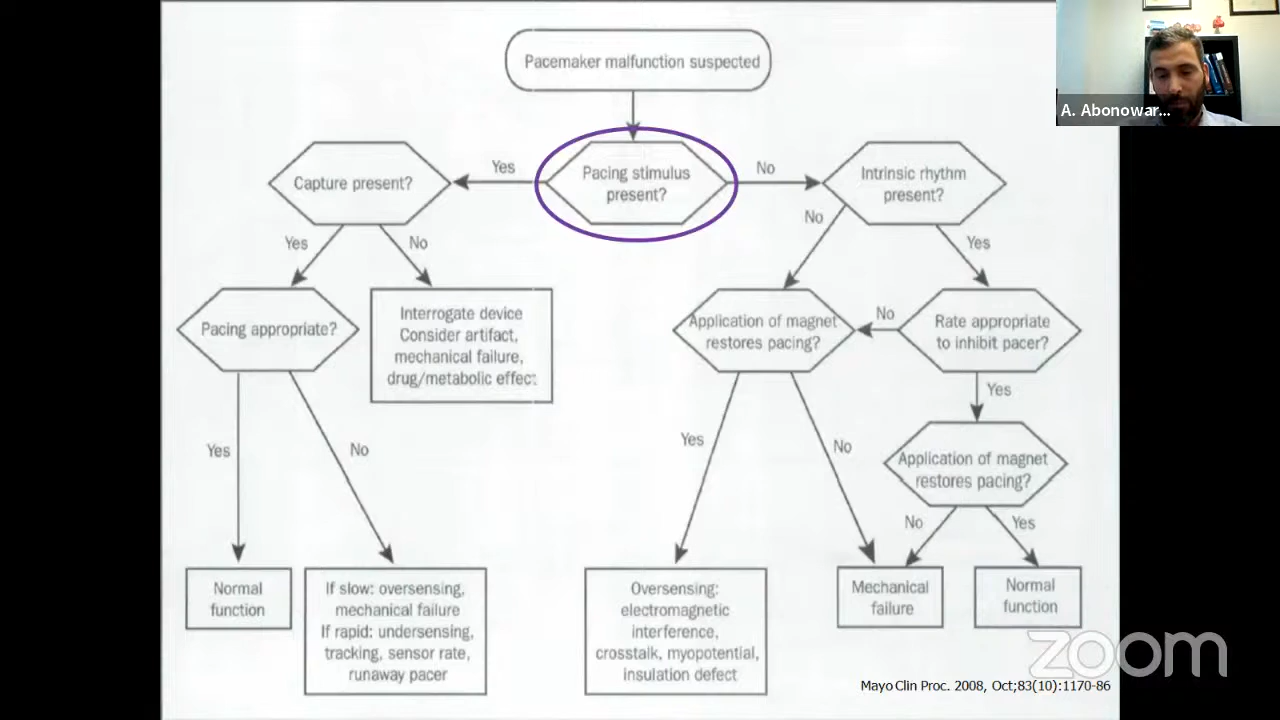 Pacemaker malfunction suspected
A. Abonowar...
Capture present?
Yes
Pacing stimulus
present?
No
Intrinsic rhythm
present?
Yes
No
No
Yes
Pacing appropriate?
Interrogate device
Consider artifact,
mechanical failure,
drug/metabolic effect
Application of magnet
restores pacing?
No
Rate appropriate
to inhibit pacer?
Yes
Yes
No
Yes
No
Application of magnet
restores pacing?
No
Yes
Normal
function
If slow: oversensing,
mechanical failure
If rapid: undersensing,
tracking, sensor rate,
runaway pacer
Oversensing:
electromagnetic
interference,
crosstalk, myopotential,
insulation defect
Mechanical
failure
Normal
function
zoom
Mayo Clin Proc. 2008, Oct;83(10):1170-86